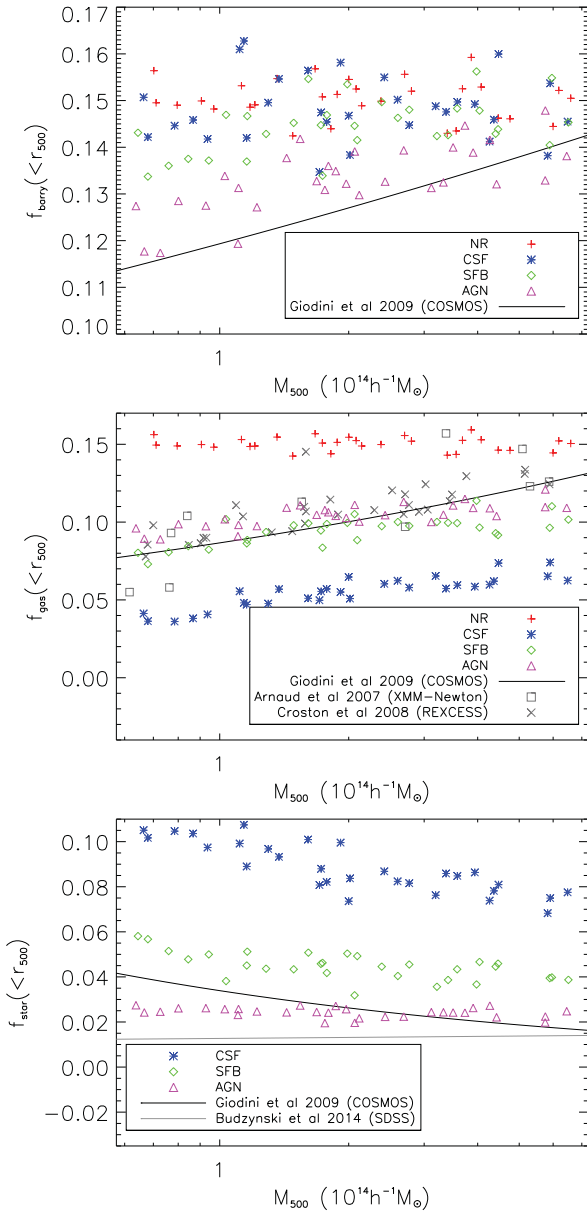 0.17
0.16
0.15
0.14
0.13
0.12
0.11
0.10
f_barry(<r_500)
NR
CSF
SFB
AGN
Giodini et al 2009 (COSMOS)
1
M_500 (10^14 h^-1 M_⊙)
0.15
0.10
0.05
0.00
f_gas(<r_500)
NR
CSF
SFB
AGN
Giodini et al 2009 (COSMOS)
Arnaud et al 2007 (XMM-Newton)
Croston et al 2008 (REXCESS)
1
M_500 (10^14 h^-1 M_⊙)
0.10
0.08
0.06
0.04
0.02
0.00
-0.02
f_star(<r_500)
CSF
SFB
AGN
Giodini et al 2009 (COSMOS)
Budzynski et al 2014 (SDSS)
1
M_500 (10^14 h^-1 M_⊙)